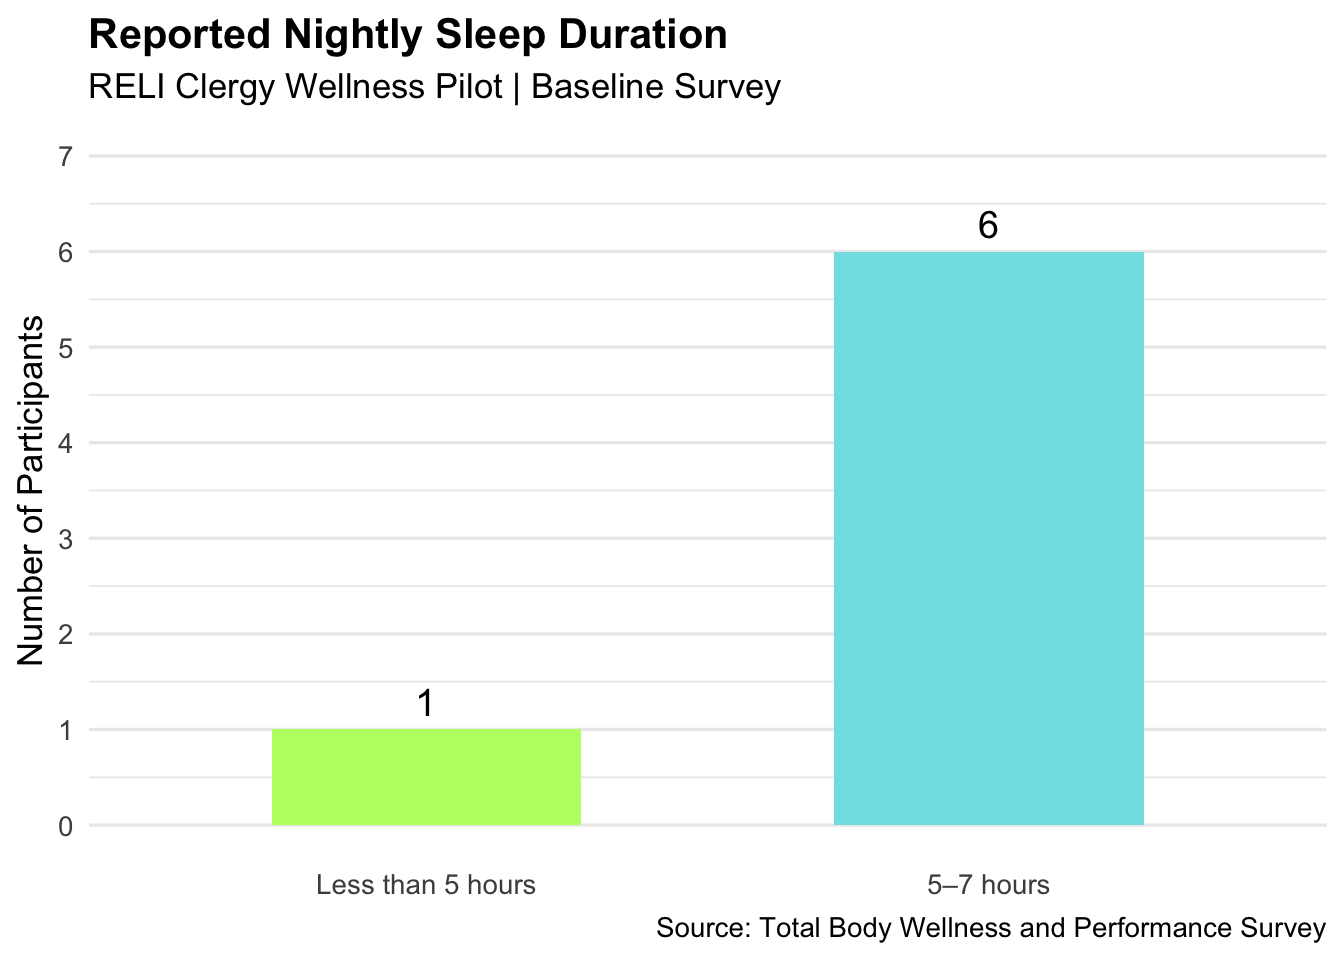 Reported Nightly Sleep Duration
RELI Clergy Wellness Pilot | Baseline Survey
Number of Participants
7
6
5
4
3
2
1
0
1
6
Less than 5 hours
5–7 hours
Source: Total Body Wellness and Performance Survey